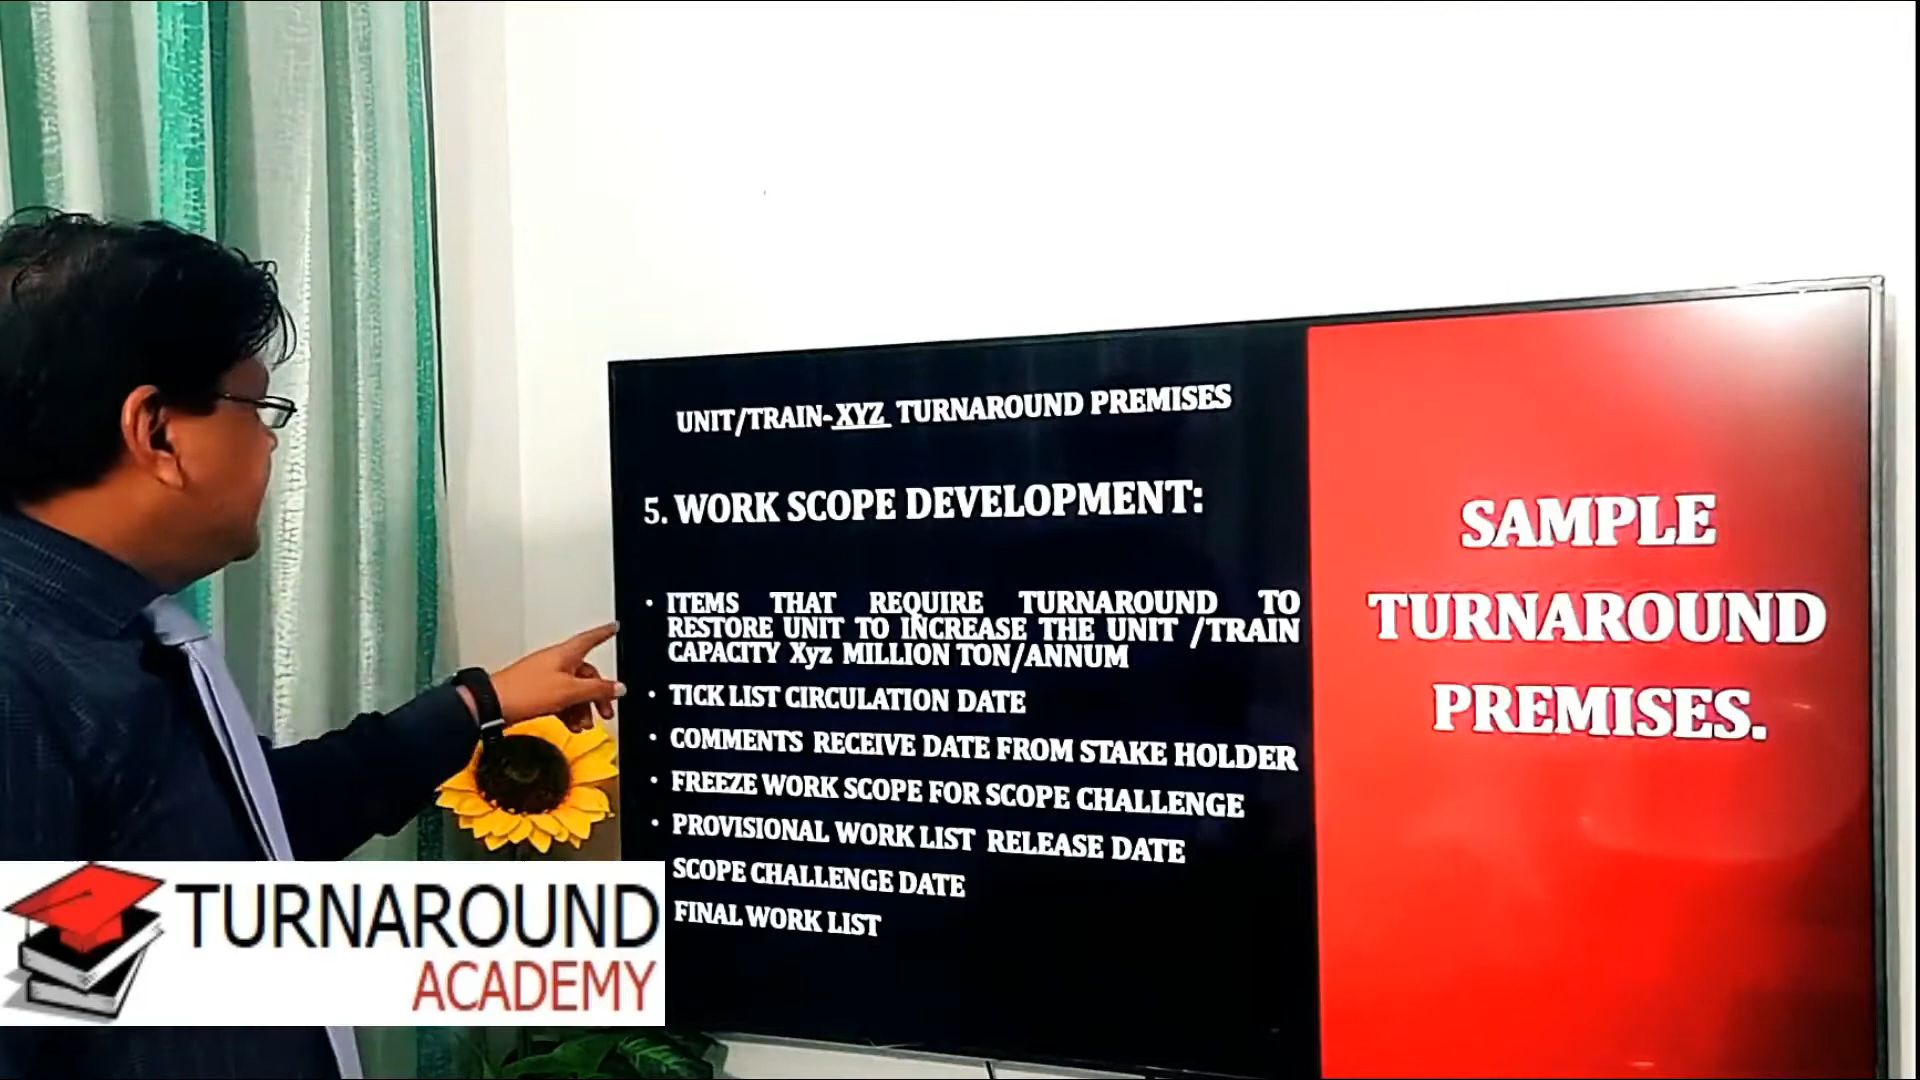 UNIT/TRAIN-XYZ TURNAROUND PREMISES
5. WORK SCOPE DEVELOPMENT:
• ITEMS THAT REQUIRE TURNAROUND TO
RESTORE UNIT TO INCREASE THE UNIT /TRAIN
CAPACITY Xyz MILLION TON/ANNUM
• TICK LIST CIRCULATION DATE
• COMMENTS RECEIVE DATE FROM STAKE HOLDER
• FREEZE WORK SCOPE FOR SCOPE CHALLENGE
• PROVISIONAL WORK LIST RELEASE DATE
SCOPE CHALLENGE DATE
FINAL WORK LIST
SAMPLE
TURNAROUND
PREMISES.
TURNAROUND
ACADEMY